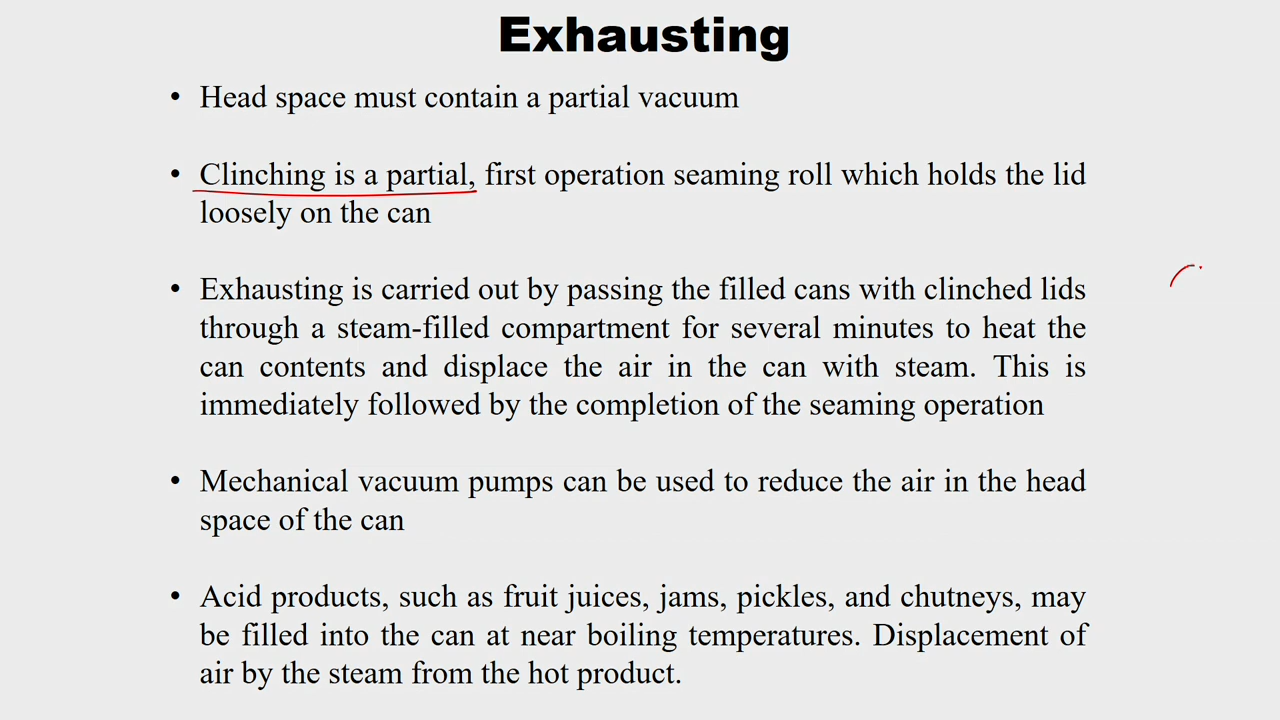 Exhausting
• Head space must contain a partial vacuum
• Clinching is a partial, first operation seaming roll which holds the lid
loosely on the can
• Exhausting is carried out by passing the filled cans with clinched lids
through a steam-filled compartment for several minutes to heat the
can contents and displace the air in the can with steam. This is
immediately followed by the completion of the seaming operation
• Mechanical vacuum pumps can be used to reduce the air in the head
space of the can
• Acid products, such as fruit juices, jams, pickles, and chutneys, may
be filled into the can at near boiling temperatures. Displacement of
air by the steam from the hot product.